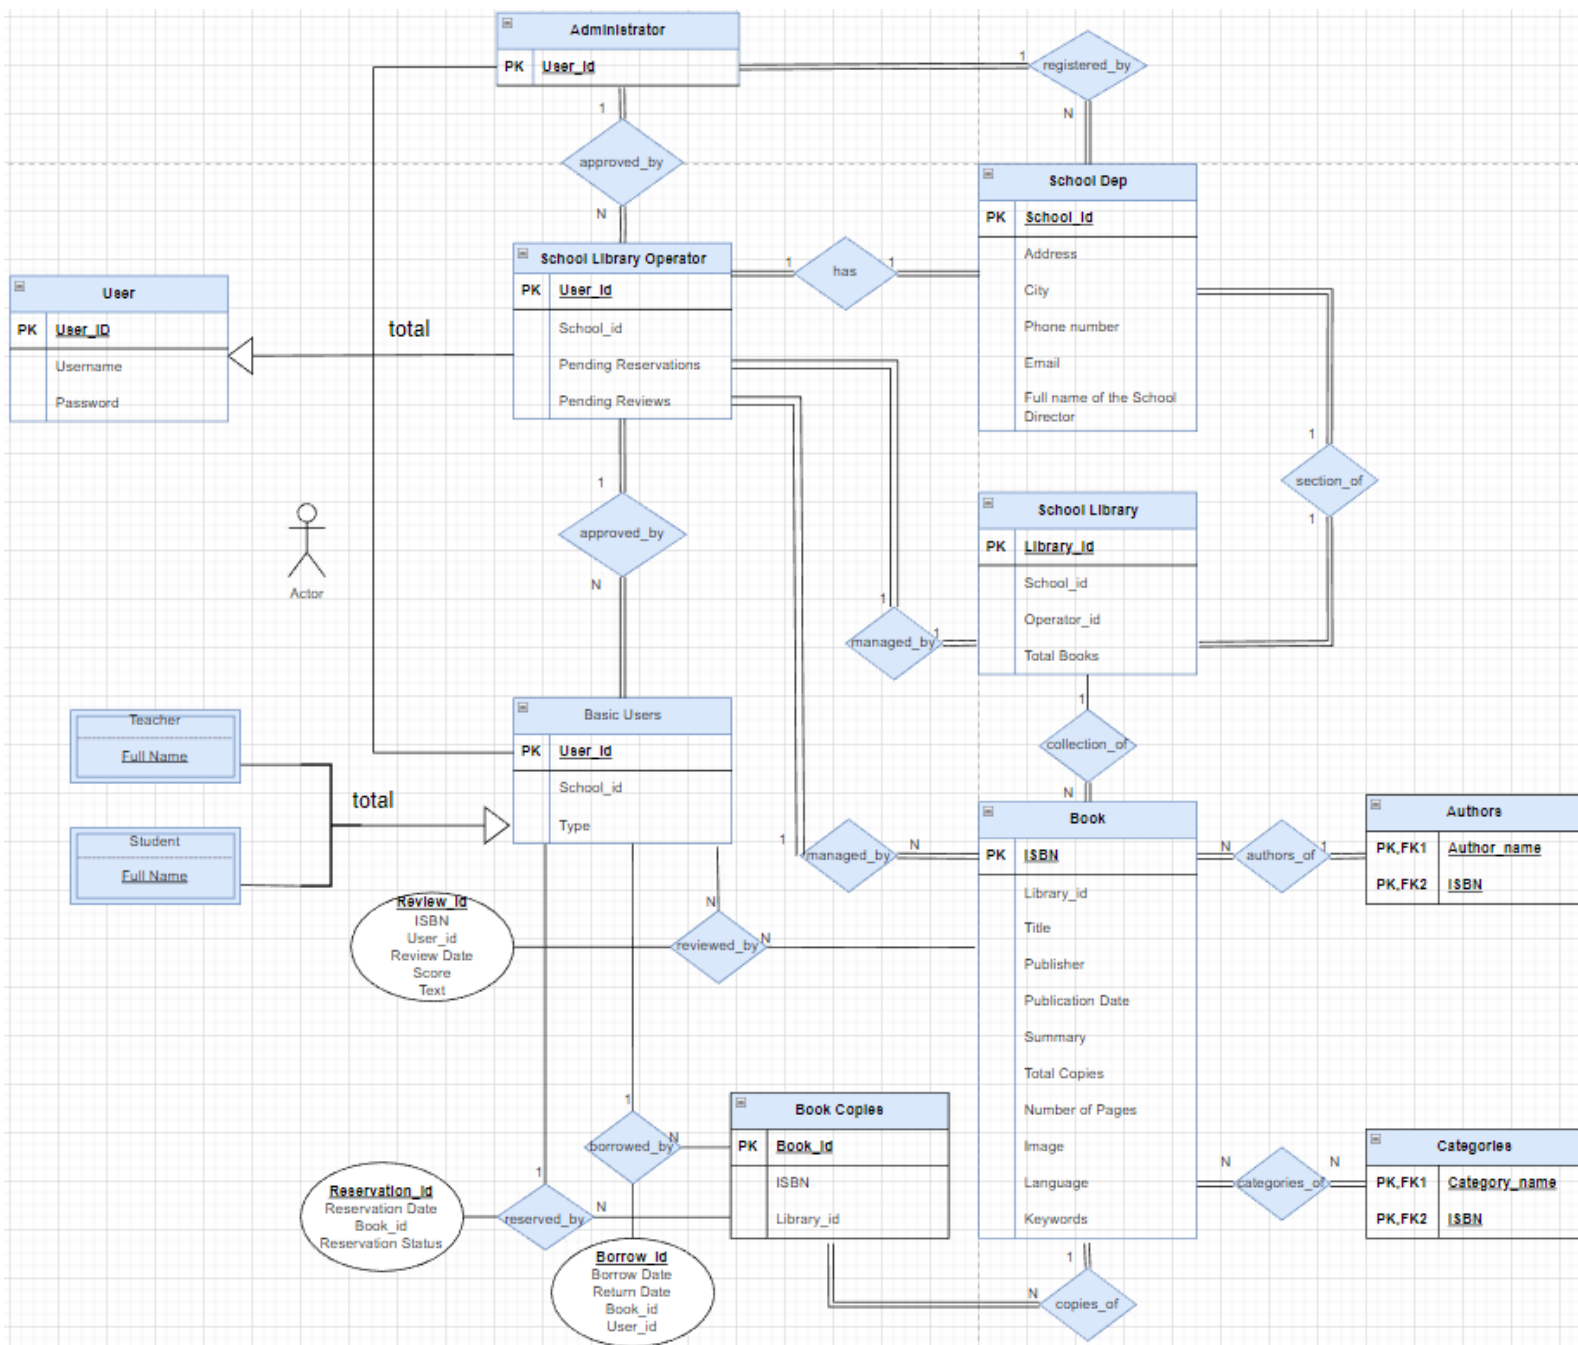 Administrator
PK User_Id
1
registered_by
N
1
approved_by
N
School Dep
PK School_Id
Address
City
Phone number
Email
Full name of the School
Director
School Library Operator
PK User_Id
School_id
Pending Reservations
Pending Reviews
1
has
1
User
PK User_ID
Username
Password
total
1
section_of
1
1
approved_by
N
Actor
School Library
PK Library_Id
School_id
Operator_id
Total Books
1
managed_by
1
1
collection_of
N
Teacher
Full Name
Student
Full Name
total
Basic Users
PK User_Id
School_id
Type
1
managed_by
N
Book
PK ISBN
Library_id
Title
Publisher
Publication Date
Summary
Total Copies
Number of Pages
Image
Language
Keywords
N
authors_of
1
Authors
PK,FK1 Author_name
PK,FK2 ISBN
Review_Id
ISBN
User_id
Review Date
Score
Text
N
reviewed_by
N
1
borrowed_by
N
Book Copies
PK Book_Id
ISBN
Library_id
N
categories_of
N
Categories
PK,FK1 Category_name
PK,FK2 ISBN
Reservation_Id
Reservation Date
Book_id
Reservation Status
1
reserved_by
N
Borrow_Id
Borrow Date
Return Date
Book_id
User_id
1
N
copies_of